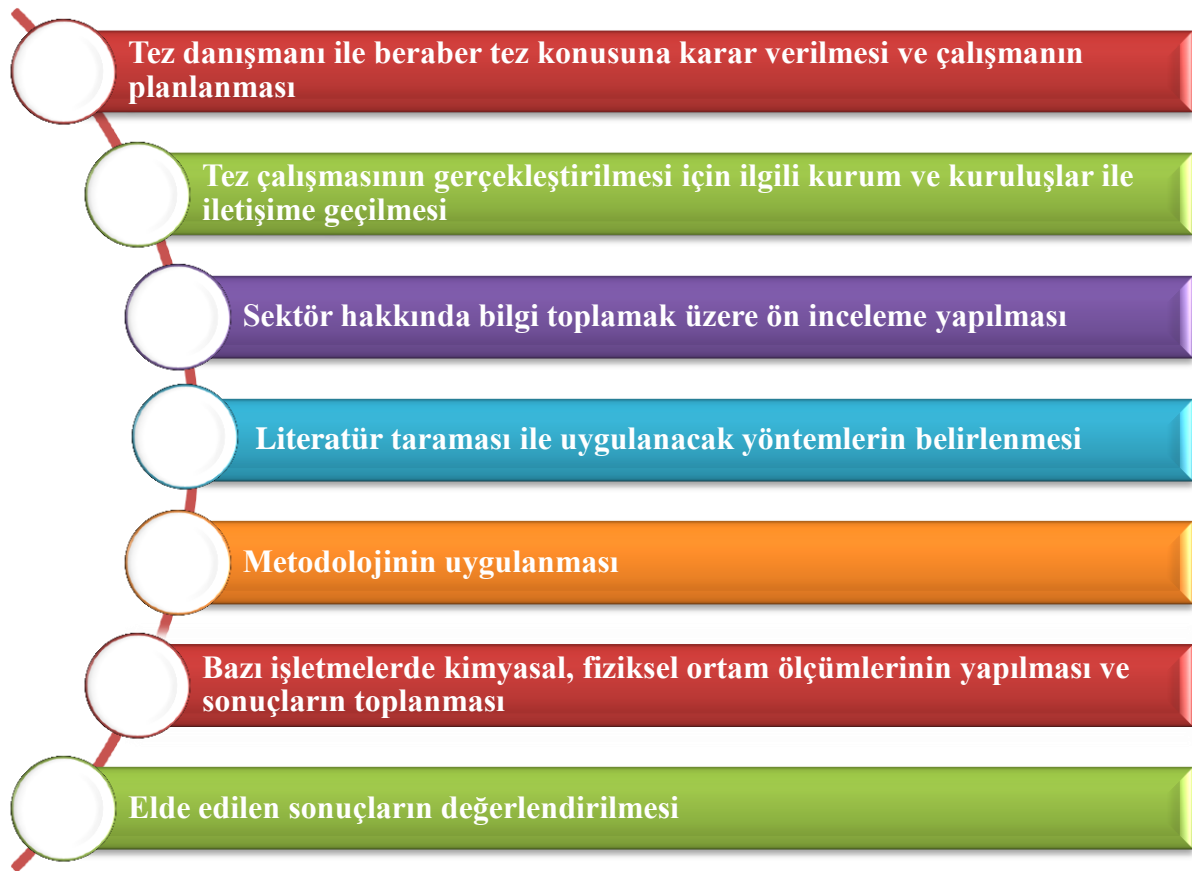 Tez danışmanı ile beraber tez konusuna karar verilmesi ve çalışmanın
planlanması
Tez çalışmasının gerçekleştirilmesi için ilgili kurum ve kuruluşlar ile
iletişime geçilmesi
Sektör hakkında bilgi toplamak üzere ön inceleme yapılması
Literatür taraması ile uygulanacak yöntemlerin belirlenmesi
Metodolojinin uygulanması
Bazı işletmelerde kimyasal, fiziksel ortam ölçümlerinin yapılması ve
sonuçların toplanması
Elde edilen sonuçların değerlendirilmesi